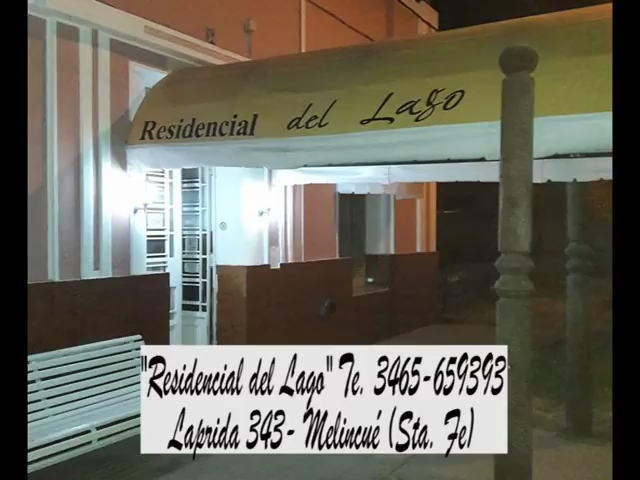 Residencial del Lago
"Residencial del Lago" Te. 3465-659393
Laprida 343- Melincué (Sta. Fe)